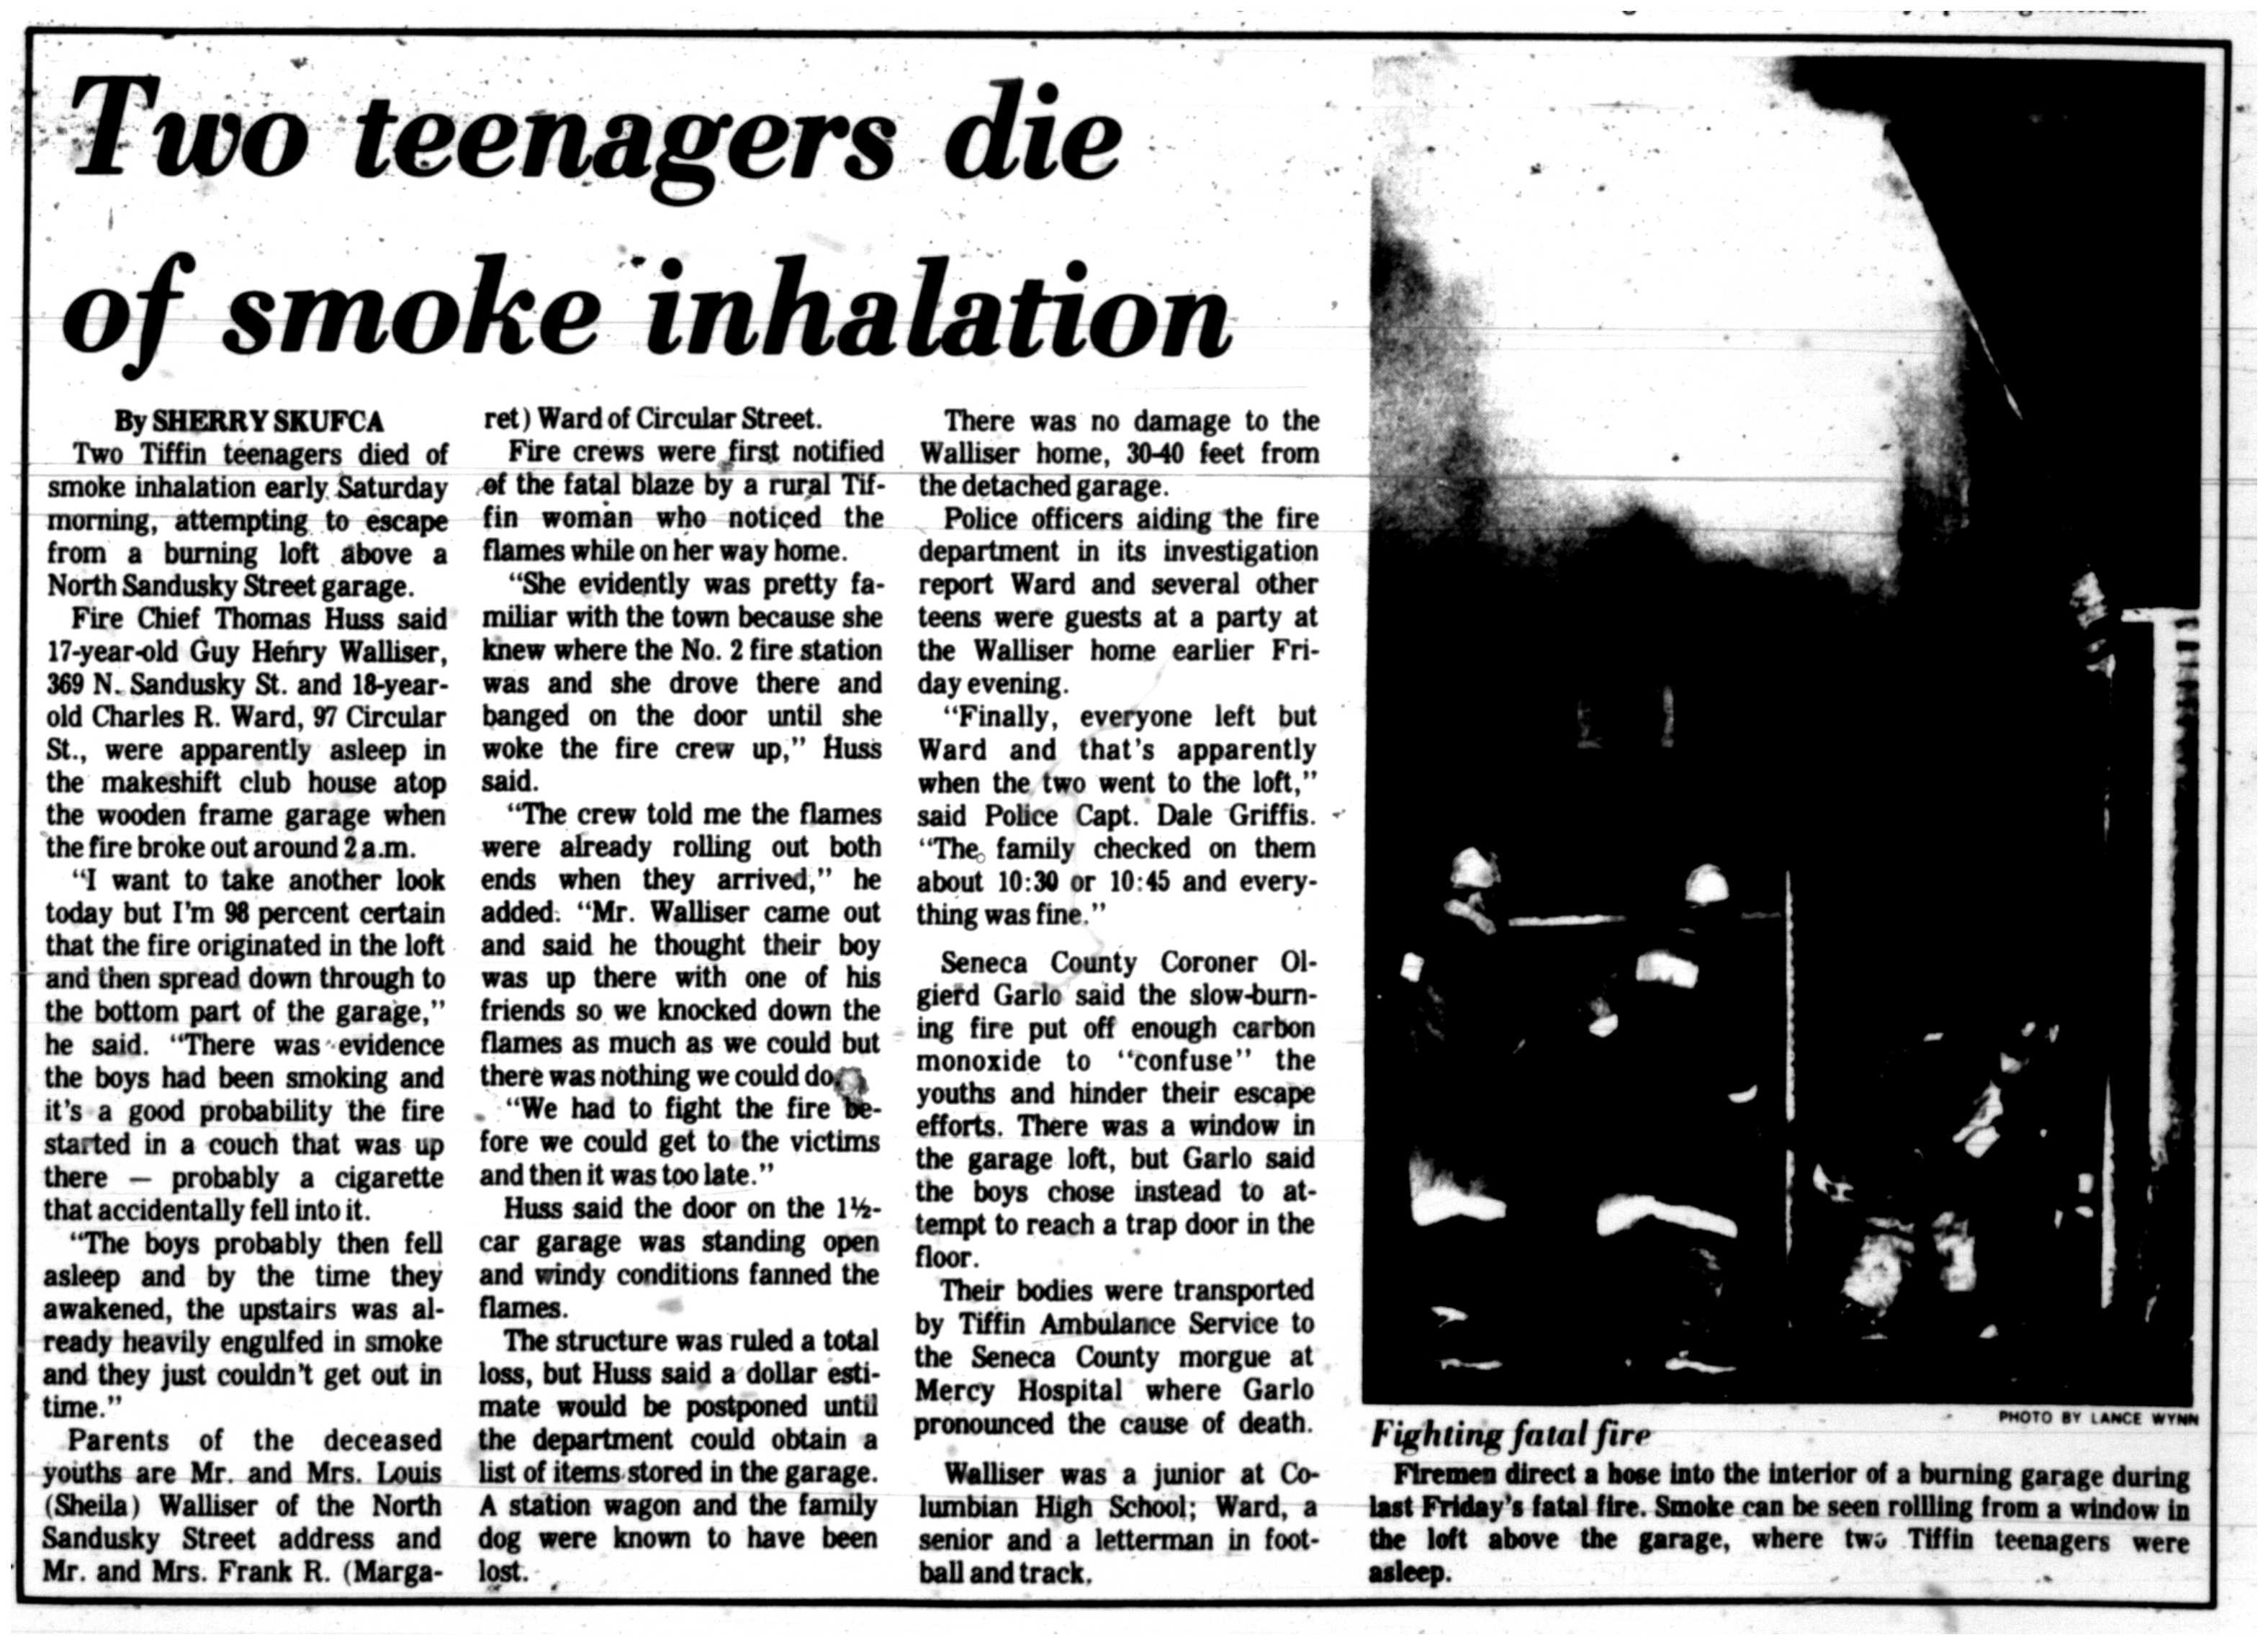 Two teenagers die
of smoke inhalation
By SHERRY SKUFCA
Two Tiffin teenagers died of
smoke inhalation early Saturday
morning, attempting to escape
from a burning loft above a
North Sandusky Street garage.
Fire Chief Thomas Huss said
17-year-old Guy Henry Walliser,
369 N. Sandusky St. and 18-year-
old Charles R. Ward, 97 Circular
St., were apparently asleep in
the makeshift club house atop
the wooden frame garage when
the fire broke out around 2 a.m.
"I want to take another look
today but I'm 98 percent certain
that the fire originated in the loft
and then spread down through to
the bottom part of the garage,"
he said. "There was evidence
the boys had been smoking and
it's a good probability the fire
started in a couch that was up
there — probably a cigarette
that accidentally fell into it.
"The boys probably then fell
asleep and by the time they
awakened, the upstairs was al-
ready heavily engulfed in smoke
and they just couldn't get out in
time."
Parents of the deceased
youths are Mr. and Mrs. Louis
(Sheila) Walliser of the North
Sandusky Street address and
Mr. and Mrs. Frank R. (Marga-
ret) Ward of Circular Street.
Fire crews were first notified
of the fatal blaze by a rural Tif-
fin woman who noticed the
flames while on her way home.
"She evidently was pretty fa-
miliar with the town because she
knew where the No. 2 fire station
was and she drove there and
banged on the door until she
woke the fire crew up," Huss
said.
"The crew told me the flames
were already rolling out both
ends when they arrived," he
added. "Mr. Walliser came out
and said he thought their boy
was up there with one of his
friends so we knocked down the
flames as much as we could but
there was nothing we could do.
"We had to fight the fire be-
fore we could get to the victims
and then it was too late."
Huss said the door on the 1½-
car garage was standing open
and windy conditions fanned the
flames.
The structure was ruled a total
loss, but Huss said a dollar esti-
mate would be postponed until
the department could obtain a
list of items stored in the garage.
A station wagon and the family
dog were known to have been
lost.
There was no damage to the
Walliser home, 30-40 feet from
the detached garage.
Police officers aiding the fire
department in its investigation
report Ward and several other
teens were guests at a party at
the Walliser home earlier Fri-
day evening.
"Finally, everyone left but
Ward and that's apparently
when the two went to the loft,"
said Police Capt. Dale Griffis.
"The family checked on them
about 10:30 or 10:45 and every-
thing was fine."
Seneca County Coroner Ol-
gierd Garlo said the slow-burn-
ing fire put off enough carbon
monoxide to "confuse" the
youths and hinder their escape
efforts. There was a window in
the garage loft, but Garlo said
the boys chose instead to at-
tempt to reach a trap door in the
floor.
Their bodies were transported
by Tiffin Ambulance Service to
the Seneca County morgue at
Mercy Hospital where Garlo
pronounced the cause of death.
Walliser was a junior at Co-
lumbian High School; Ward, a
senior and a letterman in foot-
ball and track.
PHOTO BY LANCE WYNN
Fighting fatal fire
Firemen direct a hose into the interior of a burning garage during
last Friday's fatal fire. Smoke can be seen rollling from a window in
the loft above the garage, where two Tiffin teenagers were
asleep.